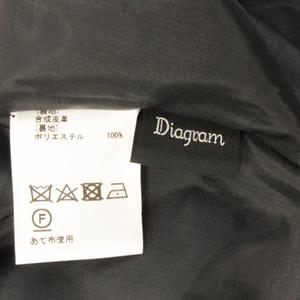 (表地)
合成皮革
(裏地)
ポリエステル 100%
Diagram
F
あて布使用